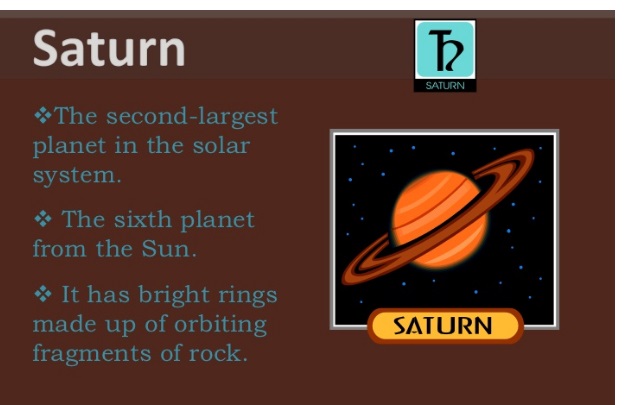 Saturn
SATURN
❖The second-largest
planet in the solar
system.
❖ The sixth planet
from the Sun.
❖ It has bright rings
made up of orbiting
fragments of rock.
SATURN